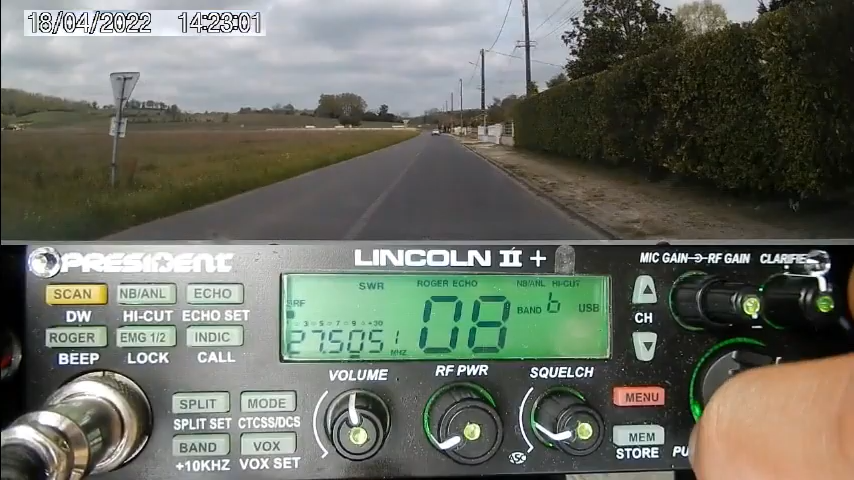 18/04/2022 14:23:01
PRESIDENT LINCOLN II + MIC GAIN RF GAIN CLARIFIER
SCAN NB/ANL ECHO
DW HI-CUT ECHO SET
ROGER EMG 1/2 INDIC
BEEP LOCK CALL
SWR ROGER ECHO NB/ANL HI-CUT
SRF 08 BAND b USB
27.505 MHZ
CH
VOLUME RF PWR SQUELCH
SPLIT MODE
SPLIT SET CTCSS/DCS
BAND VOX
+10KHZ VOX SET
ASC
MENU
MEM
STORE